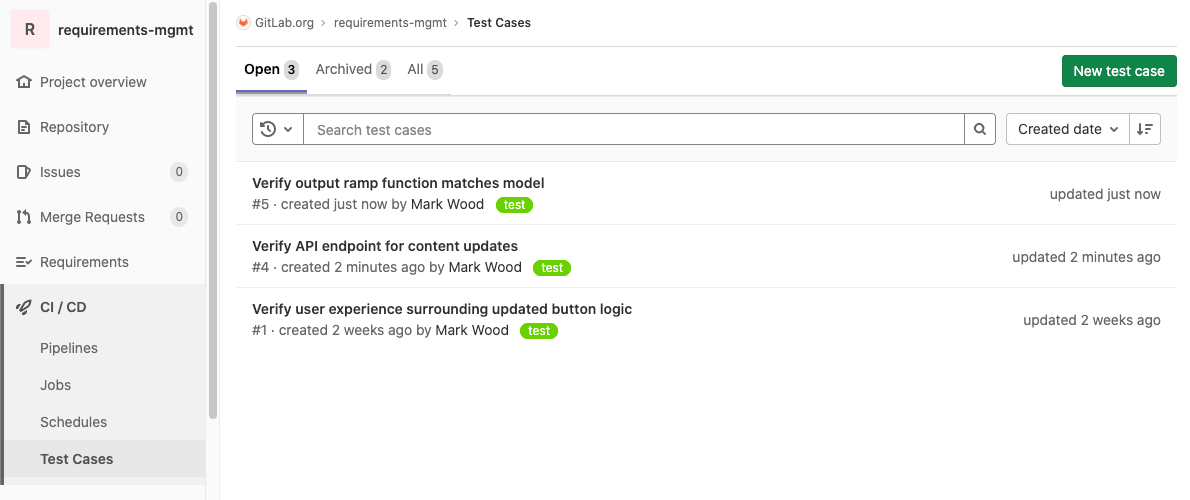 R requirements-mgmt
Project overview
Repository
Issues 0
Merge Requests 0
Requirements
CI / CD
Pipelines
Jobs
Schedules
Test Cases
GitLab.org › requirements-mgmt › Test Cases
Open 3 Archived 2 All 5
New test case
Search test cases
Created date
Verify output ramp function matches model
#5 · created just now by Mark Wood test
updated just now
Verify API endpoint for content updates
#4 · created 2 minutes ago by Mark Wood test
updated 2 minutes ago
Verify user experience surrounding updated button logic
#1 · created 2 weeks ago by Mark Wood test
updated 2 weeks ago